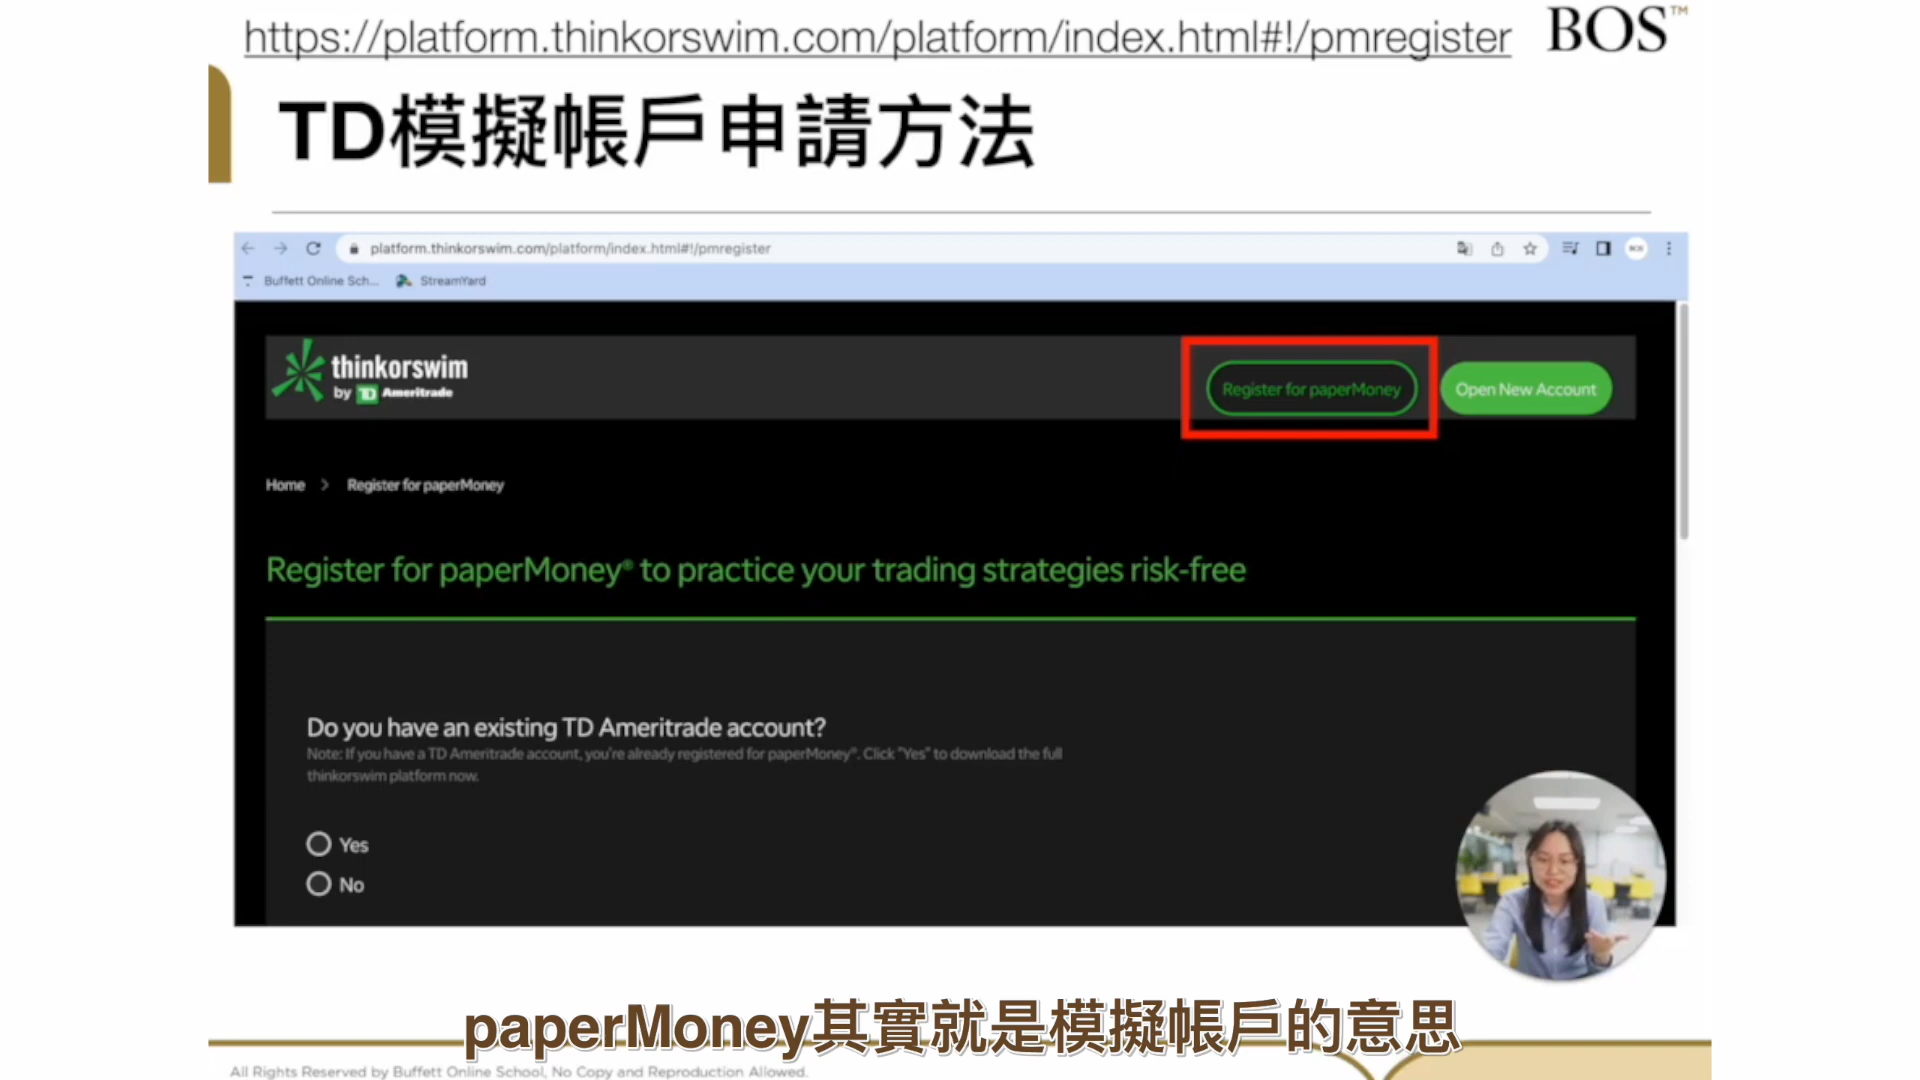 https://platform.thinkorswim.com/platform/index.html#!/pmregister
BOS™
TD模擬帳戶申請方法
platform.thinkorswim.com/platform/index.html#!/pmregister
Buffett Online Sch...
StreamYard
thinkorswim
by TD Ameritrade
Register for paperMoney
Open New Account
Home > Register for paperMoney
Register for paperMoney® to practice your trading strategies risk-free
Do you have an existing TD Ameritrade account?
Note: If you have a TD Ameritrade account, you're already registered for paperMoney®. Click "Yes" to download the full
thinkorswim platform now.
Yes
No
paperMoney其實就是模擬帳戶的意思
All Rights Reserved by Buffett Online School, No Copy and Reproduction Allowed.